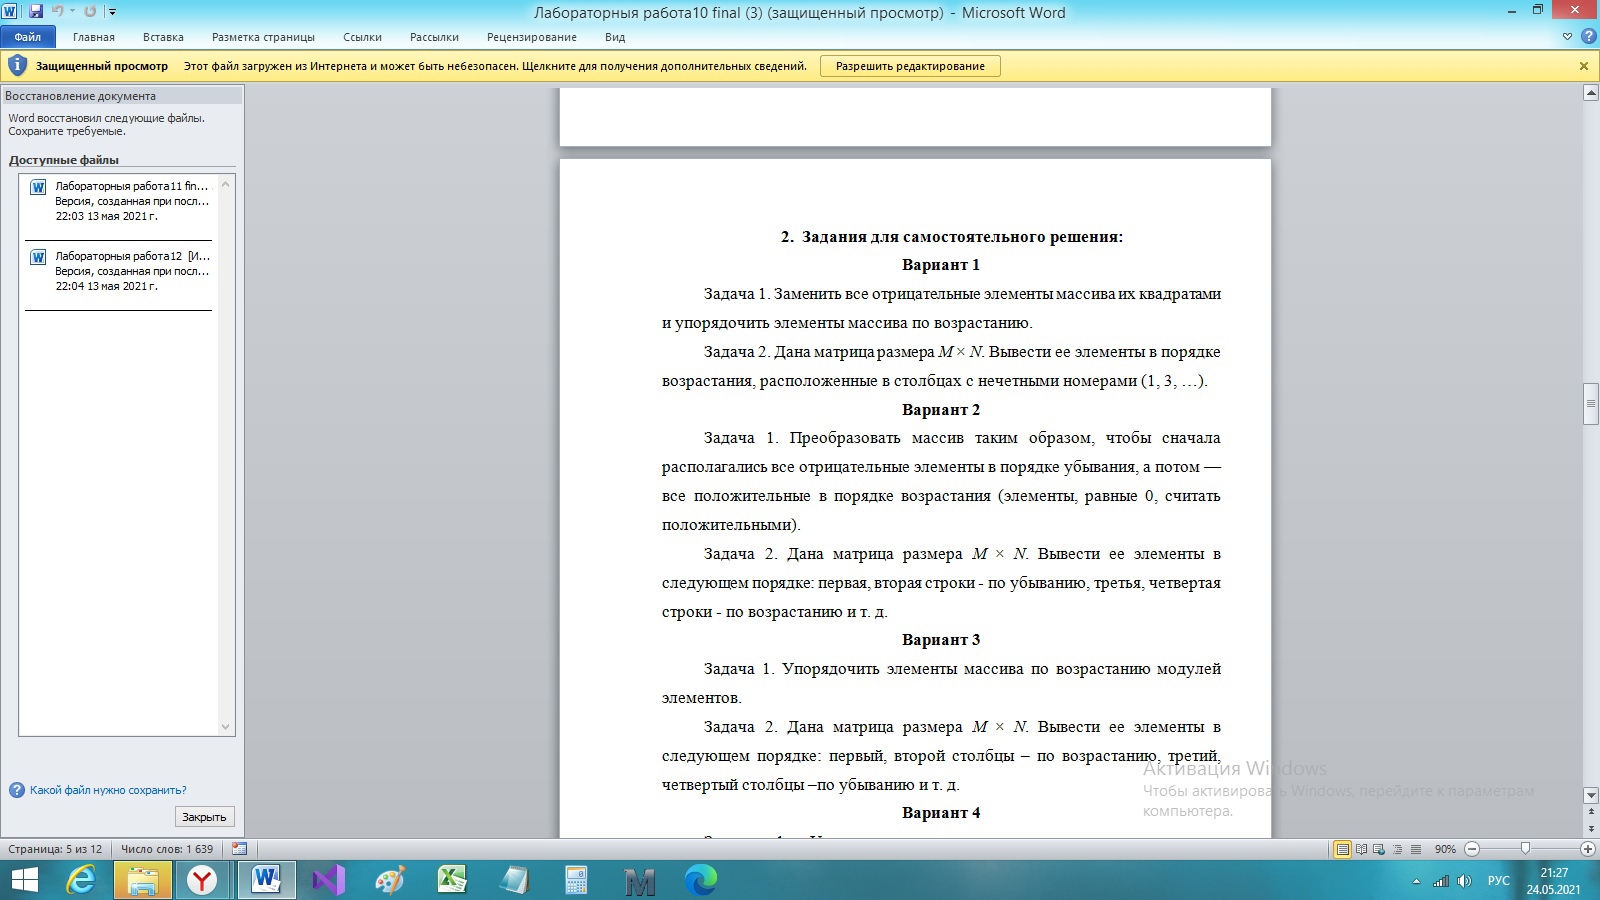 Лабораторныя работа10 final (3) (защищенный просмотр) - Microsoft Word
Файл Главная Вставка Разметка страницы Ссылки Рассылки Рецензирование Вид
Защищенный просмотр Этот файл загружен из Интернета и может быть небезопасен. Щелкните для получения дополнительных сведений. Разрешить редактирование
Восстановление документа
Word восстановил следующие файлы.
Сохраните требуемые.
Доступные файлы
Лабораторныя работа11 fin...
Версия, созданная при посл...
22:03 13 мая 2021 г.
Лабораторныя работа12 [И...
Версия, созданная при посл...
22:04 13 мая 2021 г.
Какой файл нужно сохранить?
Закрыть
2. Задания для самостоятельного решения:
Вариант 1
Задача 1. Заменить все отрицательные элементы массива их квадратами
и упорядочить элементы массива по возрастанию.
Задача 2. Дана матрица размера M × N. Вывести ее элементы в порядке
возрастания, расположенные в столбцах с нечетными номерами (1, 3, …).
Вариант 2
Задача 1. Преобразовать массив таким образом, чтобы сначала
располагались все отрицательные элементы в порядке убывания, а потом —
все положительные в порядке возрастания (элементы, равные 0, считать
положительными).
Задача 2. Дана матрица размера M × N. Вывести ее элементы в
следующем порядке: первая, вторая строки - по убыванию, третья, четвертая
строки - по возрастанию и т. д.
Вариант 3
Задача 1. Упорядочить элементы массива по возрастанию модулей
элементов.
Задача 2. Дана матрица размера M × N. Вывести ее элементы в
следующем порядке: первый, второй столбцы – по возрастанию, третий,
четвертый столбцы –по убыванию и т. д.
Вариант 4
Активация Windows
Чтобы активировать Windows, перейдите к параметрам
компьютера.
Страница: 5 из 12 Число слов: 1 639 90%
РУС 21:27
24.05.2021